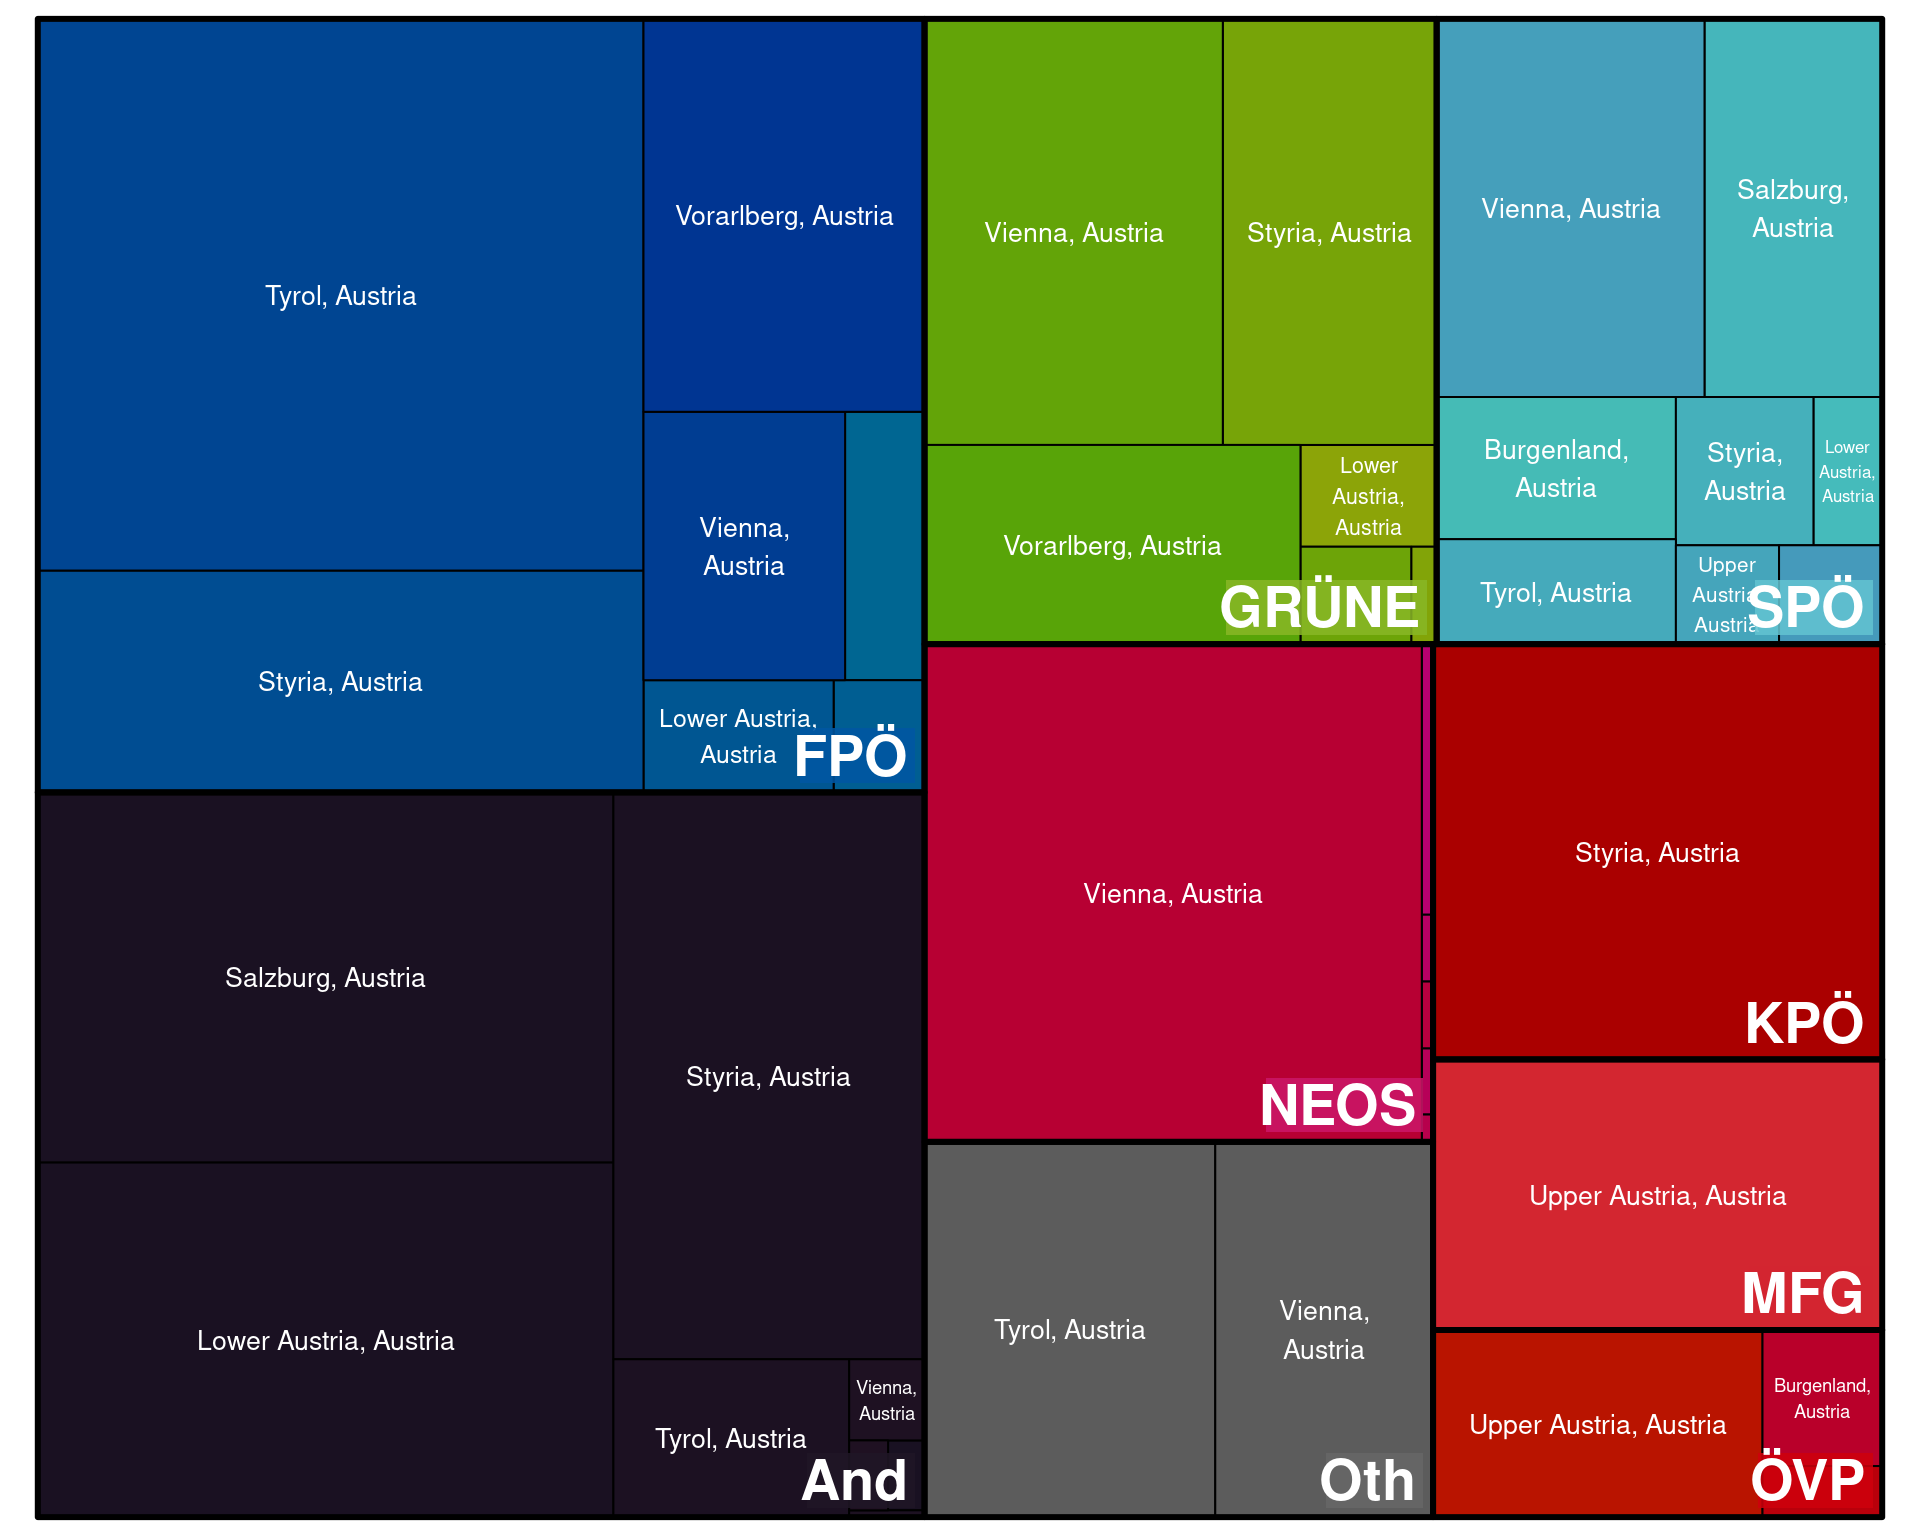 Tyrol, Austria
Vorarlberg, Austria
Vienna,
Austria
Styria, Austria
Lower Austria,
Austria
FPÖ
Vienna, Austria
Styria, Austria
Vorarlberg, Austria
Lower
Austria,
Austria
GRÜNE
Vienna, Austria
Salzburg,
Austria
Burgenland,
Austria
Styria,
Austria
Lower
Austria,
Austria
Tyrol, Austria
Upper
Austria,
Austria
SPÖ
Salzburg, Austria
Styria, Austria
Lower Austria, Austria
Tyrol, Austria
Vienna,
Austria
And
Vienna, Austria
NEOS
Styria, Austria
KPÖ
Upper Austria, Austria
MFG
Tyrol, Austria
Vienna,
Austria
Oth
Upper Austria, Austria
Burgenland,
Austria
ÖVP